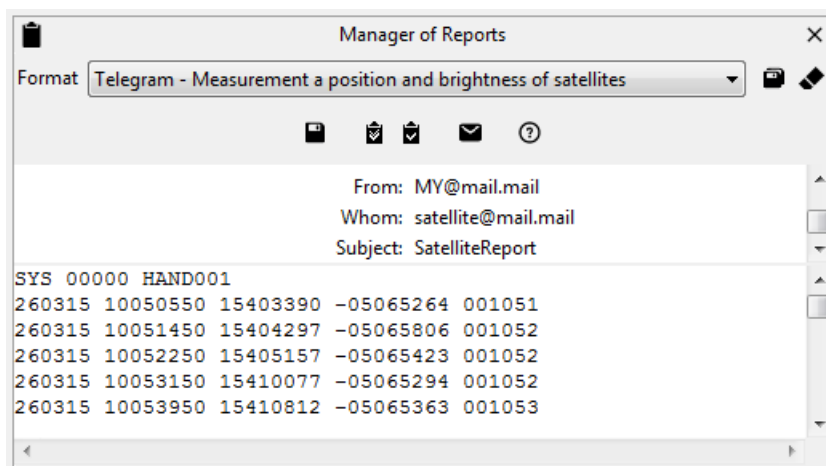 Manager of Reports
Format Telegram - Measurement a position and brightness of satellites
From: MY@mail.mail
Whom: satellite@mail.mail
Subject: SatelliteReport
SYS 00000 HAND001
260315 10050550 15403390 -05065264 001051
260315 10051450 15404297 -05065806 001052
260315 10052250 15405157 -05065423 001052
260315 10053150 15410077 -05065294 001052
260315 10053950 15410812 -05065363 001053